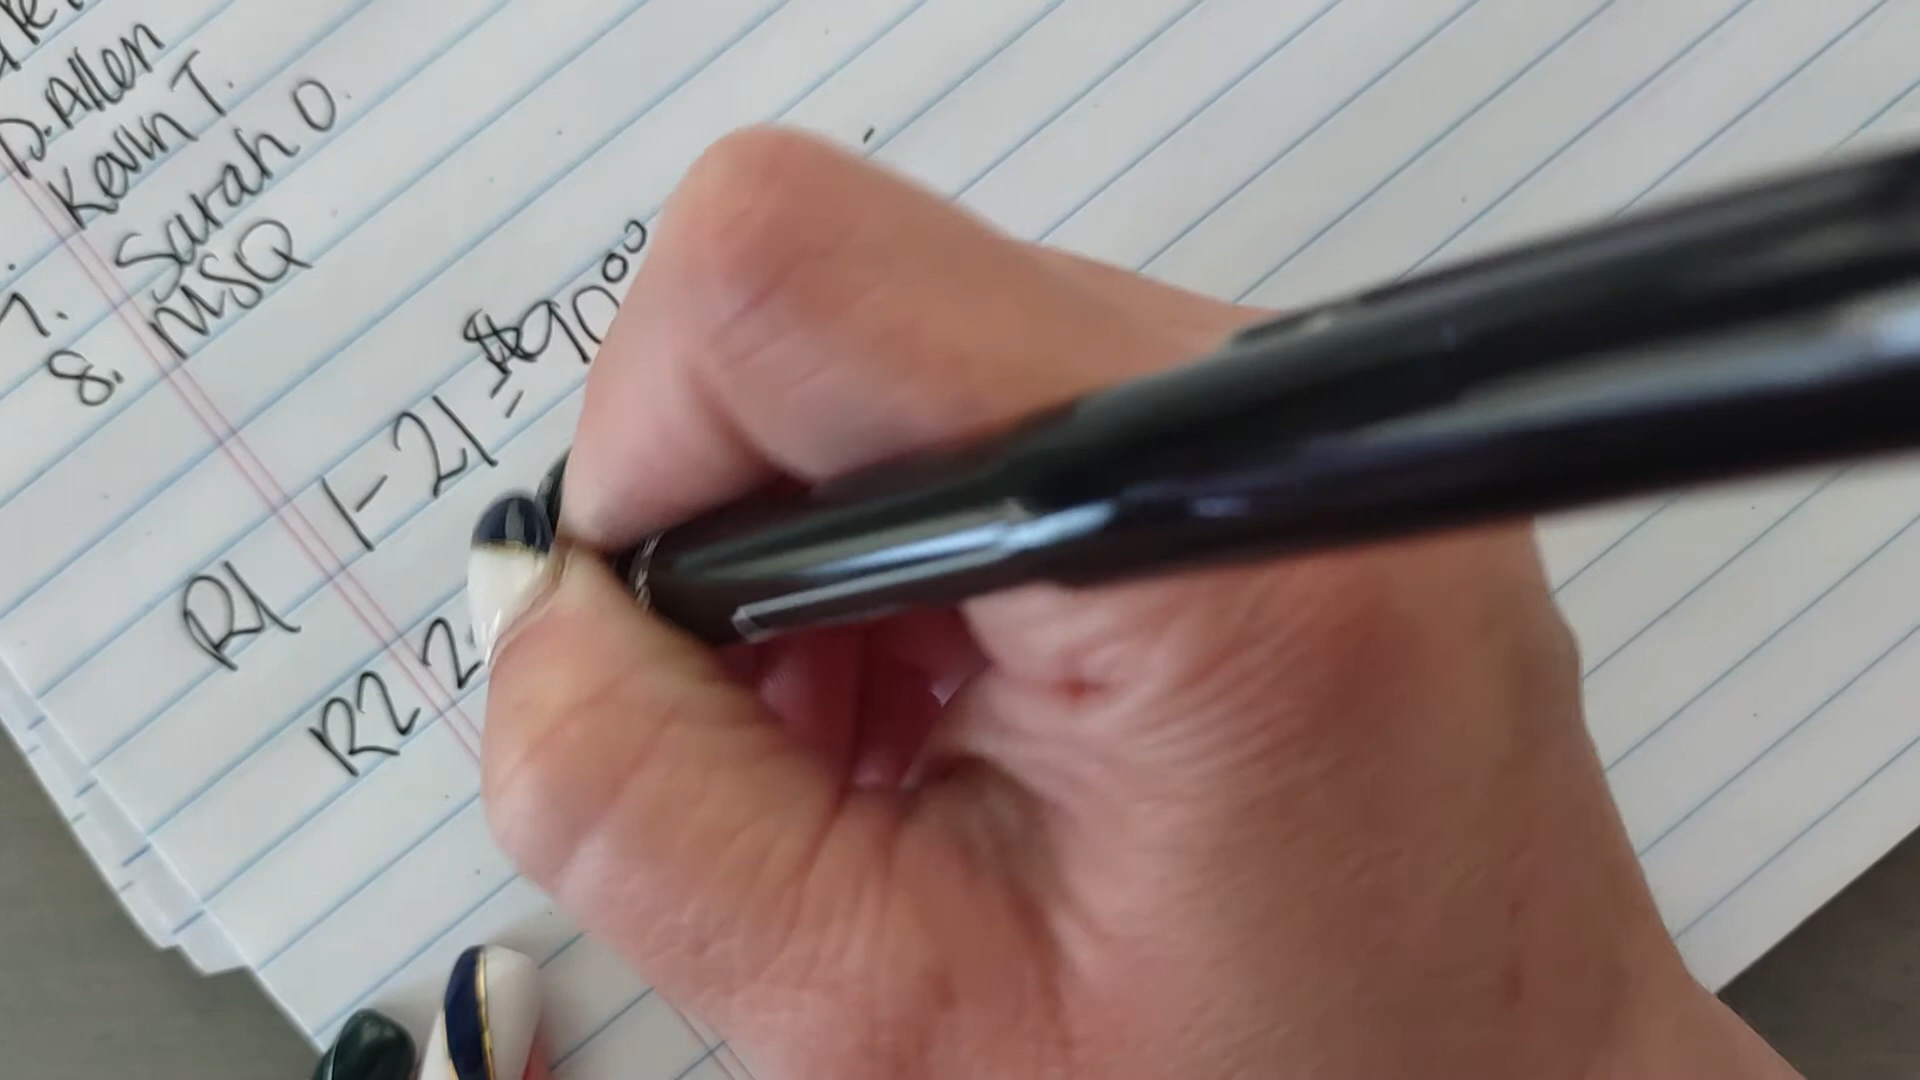 D. Allen
Kevin T.
7. Sarah O.
8. MSQ
R1 1-21 = $90⁰⁰
R2 2